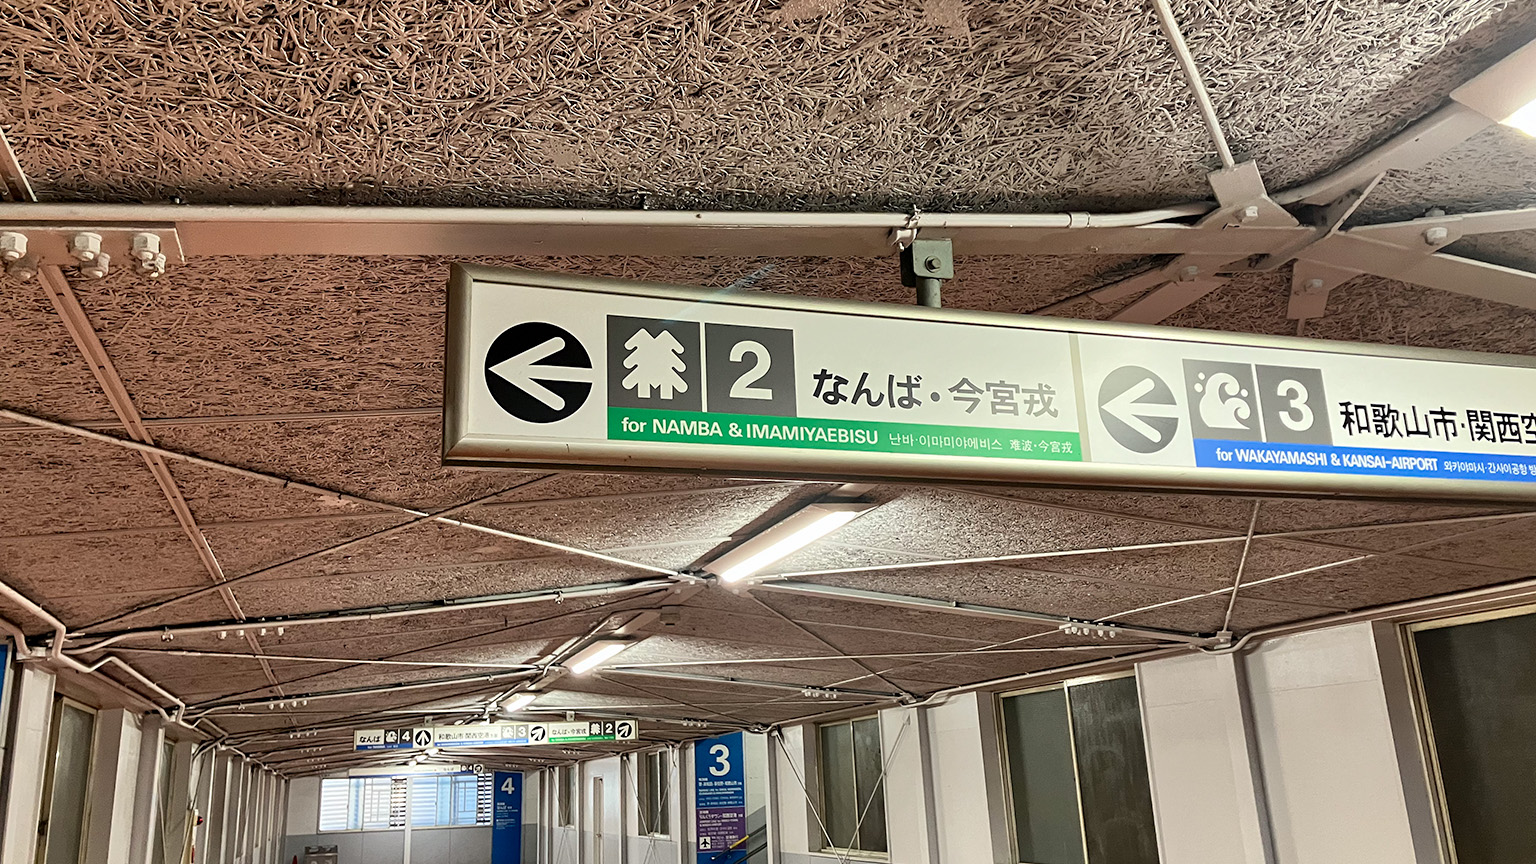 2 なんば・今宮戎
for NAMBA & IMAMIYAEBISU 난바·이마미야에비스 难波·今宫戎
3 和歌山市・関西空
for WAKAYAMASHI & KANSAI-AIRPORT 와카야마시·간사이공항
なんば 4
和歌山市・関西空港 3
なんば・今宮戎 2
4
3